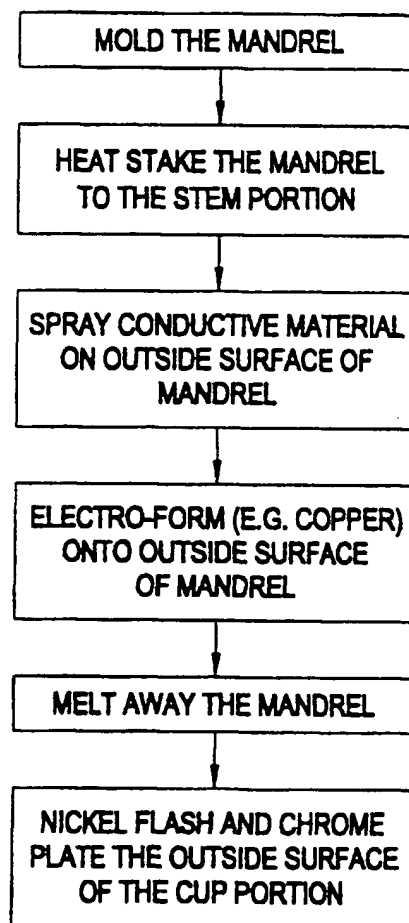 MOLD THE MANDREL
HEAT STAKE THE MANDREL
TO THE STEM PORTION
SPRAY CONDUCTIVE MATERIAL
ON OUTSIDE SURFACE OF
MANDREL
ELECTRO-FORM (E.G. COPPER)
ONTO OUTSIDE SURFACE
OF MANDREL
MELT AWAY THE MANDREL
NICKEL FLASH AND CHROME
PLATE THE OUTSIDE SURFACE
OF THE CUP PORTION